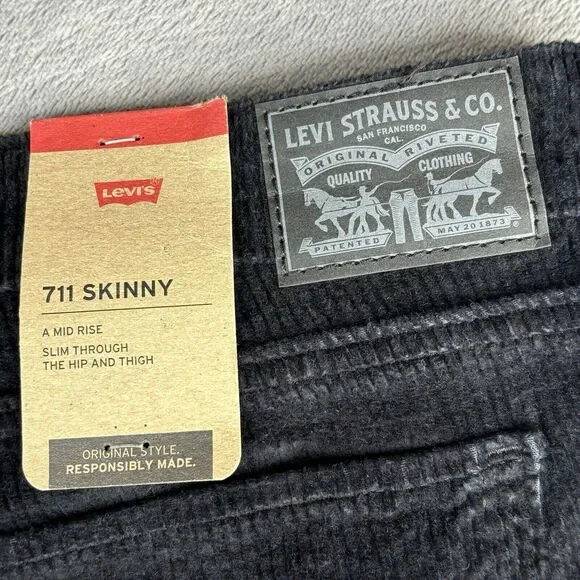 LEVI'S
711 SKINNY
A MID RISE
SLIM THROUGH
THE HIP AND THIGH
ORIGINAL STYLE.
RESPONSIBLY MADE.
LEVI STRAUSS & CO.
SAN FRANCISCO
CAL.
ORIGINAL RIVETED
QUALITY CLOTHING
PATENTED MAY 20 1873
®